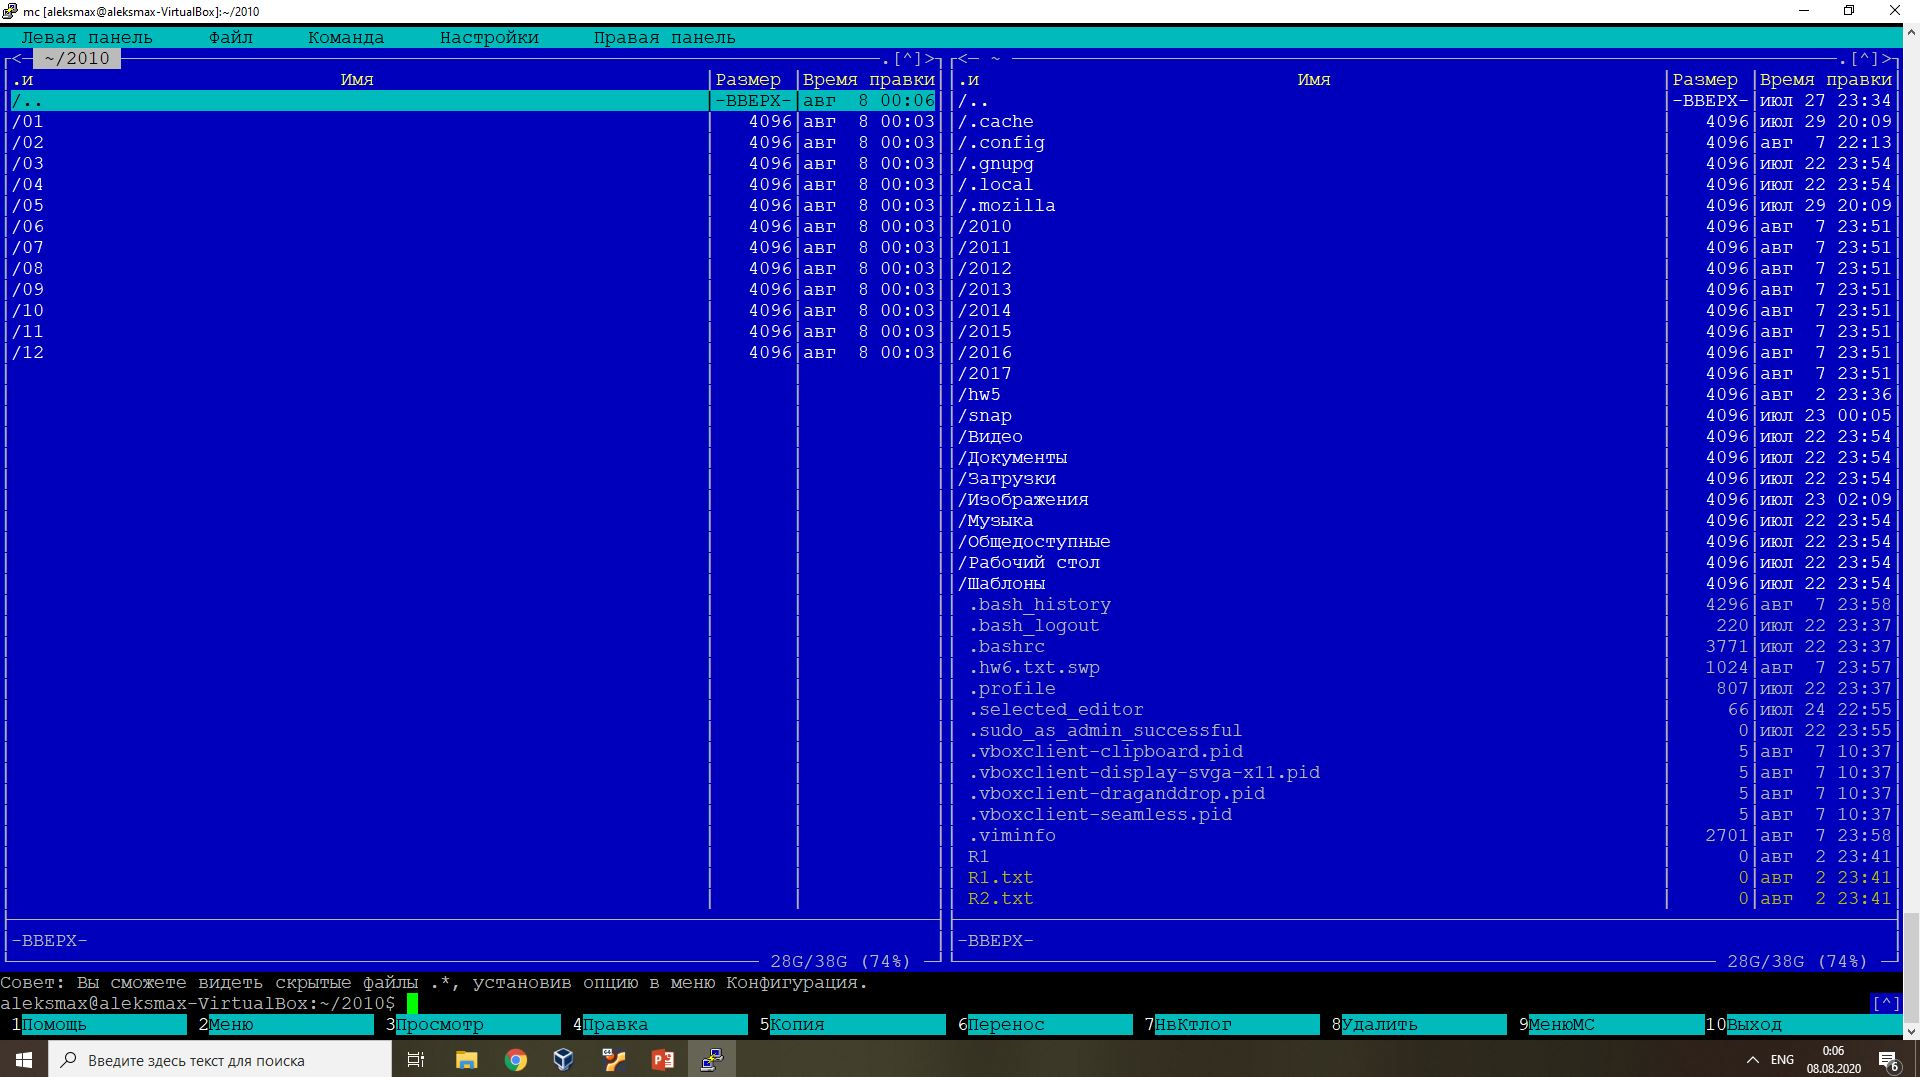 mc [aleksmax@aleksmax-VirtualBox]:~/2010
Левая панель Файл Команда Настройки Правая панель
<─ ~/2010 .[^]>
.и Имя Размер Время правки
/.. -ВВЕРХ- авг 8 00:06
/01 4096 авг 8 00:03
/02 4096 авг 8 00:03
/03 4096 авг 8 00:03
/04 4096 авг 8 00:03
/05 4096 авг 8 00:03
/06 4096 авг 8 00:03
/07 4096 авг 8 00:03
/08 4096 авг 8 00:03
/09 4096 авг 8 00:03
/10 4096 авг 8 00:03
/11 4096 авг 8 00:03
/12 4096 авг 8 00:03
-ВВЕРХ-
28G/38G (74%)
<─ ~ .[^]>
.и Имя Размер Время правки
/.. -ВВЕРХ- июл 27 23:34
/.cache 4096 июл 29 20:09
/.config 4096 авг 7 22:13
/.gnupg 4096 июл 22 23:54
/.local 4096 июл 22 23:54
/.mozilla 4096 июл 29 20:09
/2010 4096 авг 7 23:51
/2011 4096 авг 7 23:51
/2012 4096 авг 7 23:51
/2013 4096 авг 7 23:51
/2014 4096 авг 7 23:51
/2015 4096 авг 7 23:51
/2016 4096 авг 7 23:51
/2017 4096 авг 7 23:51
/hw5 4096 авг 2 23:36
/snap 4096 июл 23 00:05
/Видео 4096 июл 22 23:54
/Документы 4096 июл 22 23:54
/Загрузки 4096 июл 22 23:54
/Изображения 4096 июл 23 02:09
/Музыка 4096 июл 22 23:54
/Общедоступные 4096 июл 22 23:54
/Рабочий стол 4096 июл 22 23:54
/Шаблоны 4096 июл 22 23:54
.bash_history 4296 авг 7 23:58
.bash_logout 220 июл 22 23:37
.bashrc 3771 июл 22 23:37
.hw6.txt.swp 1024 авг 7 23:57
.profile 807 июл 22 23:37
.selected_editor 66 июл 24 22:55
.sudo_as_admin_successful 0 июл 22 23:55
.vboxclient-clipboard.pid 5 авг 7 10:37
.vboxclient-display-svga-x11.pid 5 авг 7 10:37
.vboxclient-draganddrop.pid 5 авг 7 10:37
.vboxclient-seamless.pid 5 авг 7 10:37
.viminfo 2701 авг 7 23:58
R1 0 авг 2 23:41
R1.txt 0 авг 2 23:41
R2.txt 0 авг 2 23:41
-ВВЕРХ-
28G/38G (74%)
Совет: Вы сможете видеть скрытые файлы .*, установив опцию в меню Конфигурация.
aleksmax@aleksmax-VirtualBox:~/2010$ [^]
1Помощь 2Меню 3Просмотр 4Правка 5Копия 6Перенос 7НвКтлог 8Удалить 9МенюМС 10Выход
Введите здесь текст для поиска
ENG
0:06
08.08.2020
6